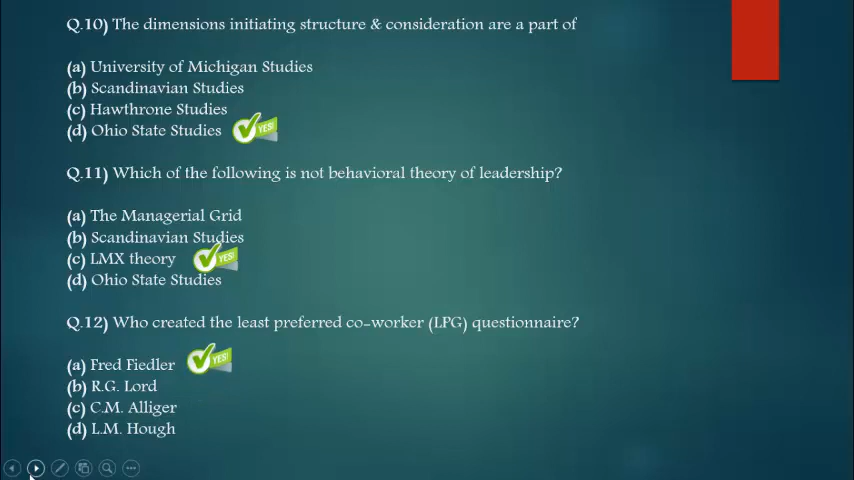 Q.10) The dimensions initiating structure & consideration are a part of
(a) University of Michigan Studies
(b) Scandinavian Studies
(c) Hawthrone Studies
(d) Ohio State Studies YES!
Q.11) Which of the following is not behavioral theory of leadership?
(a) The Managerial Grid
(b) Scandinavian Studies
(c) LMX theory YES!
(d) Ohio State Studies
Q.12) Who created the least preferred co-worker (LPG) questionnaire?
(a) Fred Fiedler YES!
(b) R.G. Lord
(c) C.M. Alliger
(d) L.M. Hough